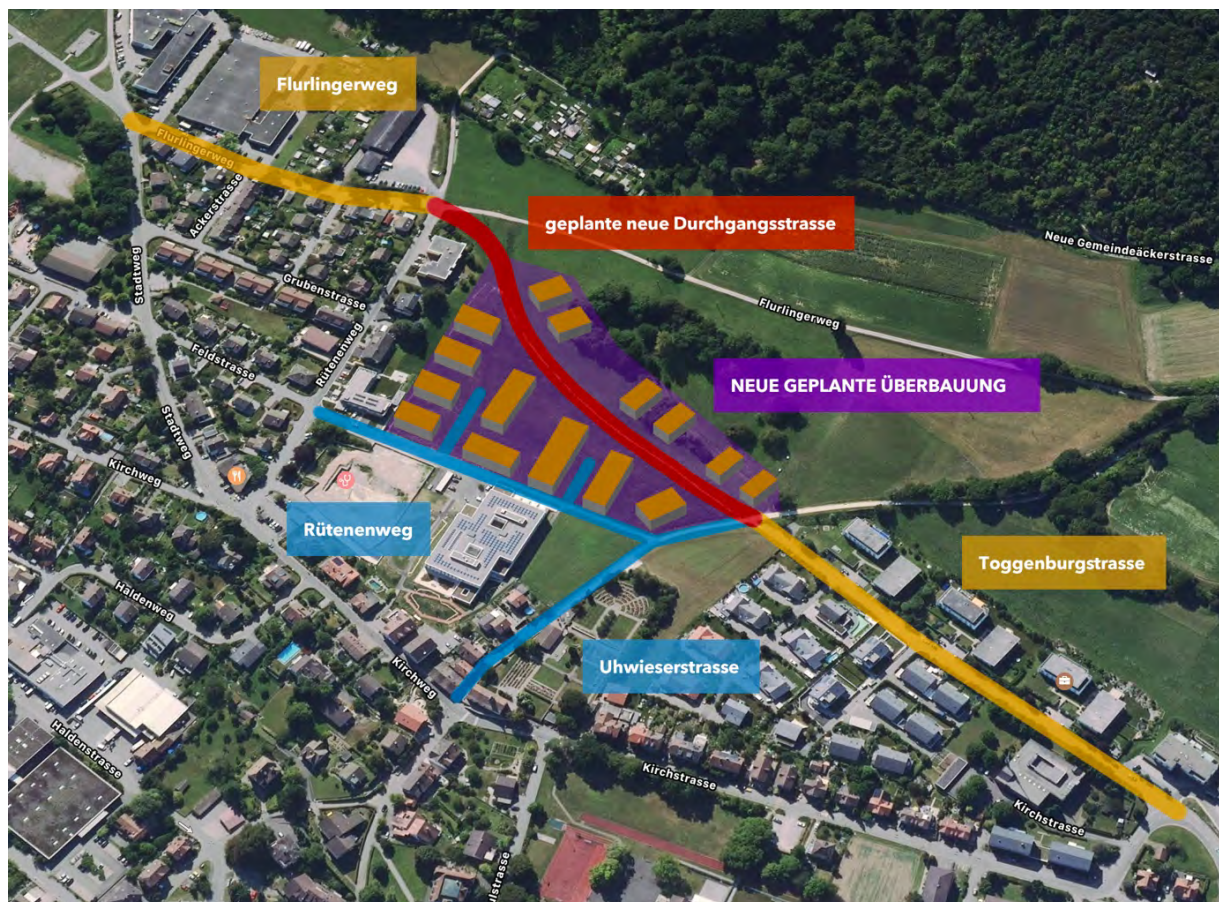 Flurlingerweg
Flurlingerweg
Ackerstrasse
geplante neue Durchgangsstrasse
Neue Gemeindeäckerstrasse
Stadtweg
Grubenstrasse
Flurlingerweg
Feldstrasse
Rütenenweg
NEUE GEPLANTE ÜBERBAUUNG
Stadtweg
Kirchweg
Rütenenweg
Toggenburgstrasse
Haldenweg
Uhwieserstrasse
Kirchweg
Haldenstrasse
Kirchstrasse
Kirchstrasse